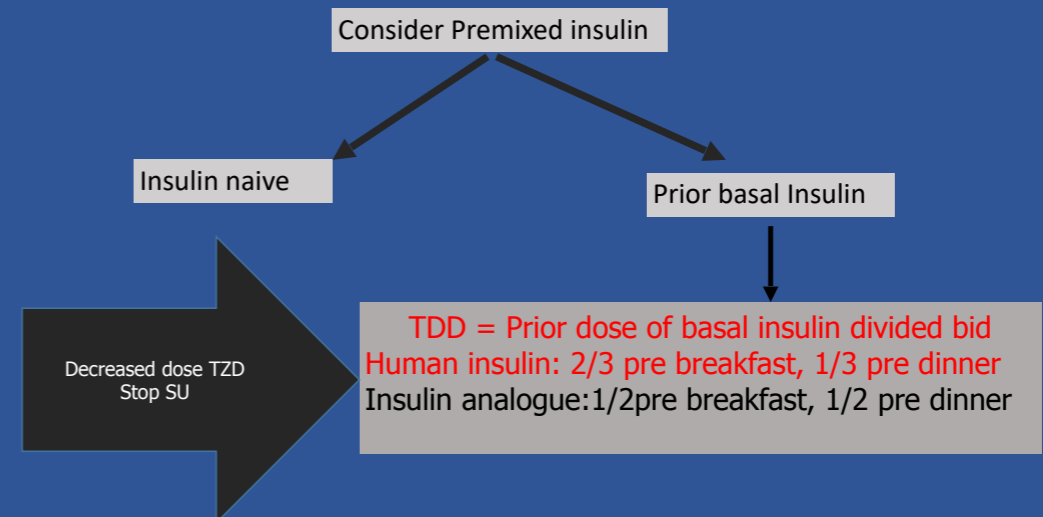 Consider Premixed insulin
Insulin naive
Prior basal Insulin
Decreased dose TZD
Stop SU
TDD = Prior dose of basal insulin divided bid
Human insulin: 2/3 pre breakfast, 1/3 pre dinner
Insulin analogue:1/2pre breakfast, 1/2 pre dinner